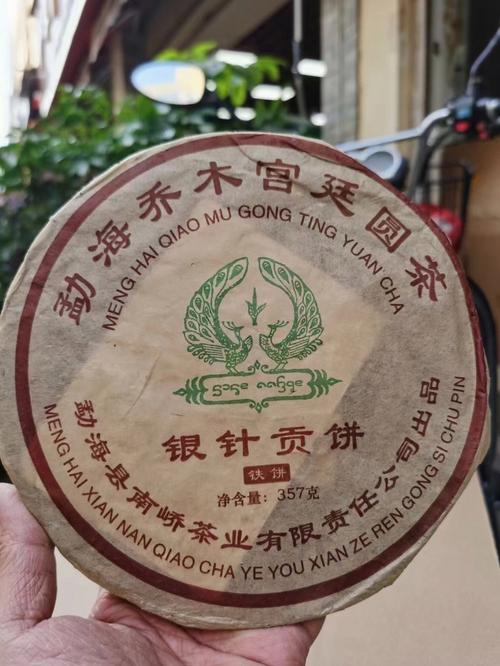 勐海乔木宫廷圆茶
MENG HAI QIAO MU GONG TING YUAN CHA
银针贡饼
铁饼
净含量：357克
勐海县南峤茶业有限责任公司出品
MENG HAI XIAN NAN QIAO CHA YE YOU XIAN ZE REN GONG SI CHU PIN